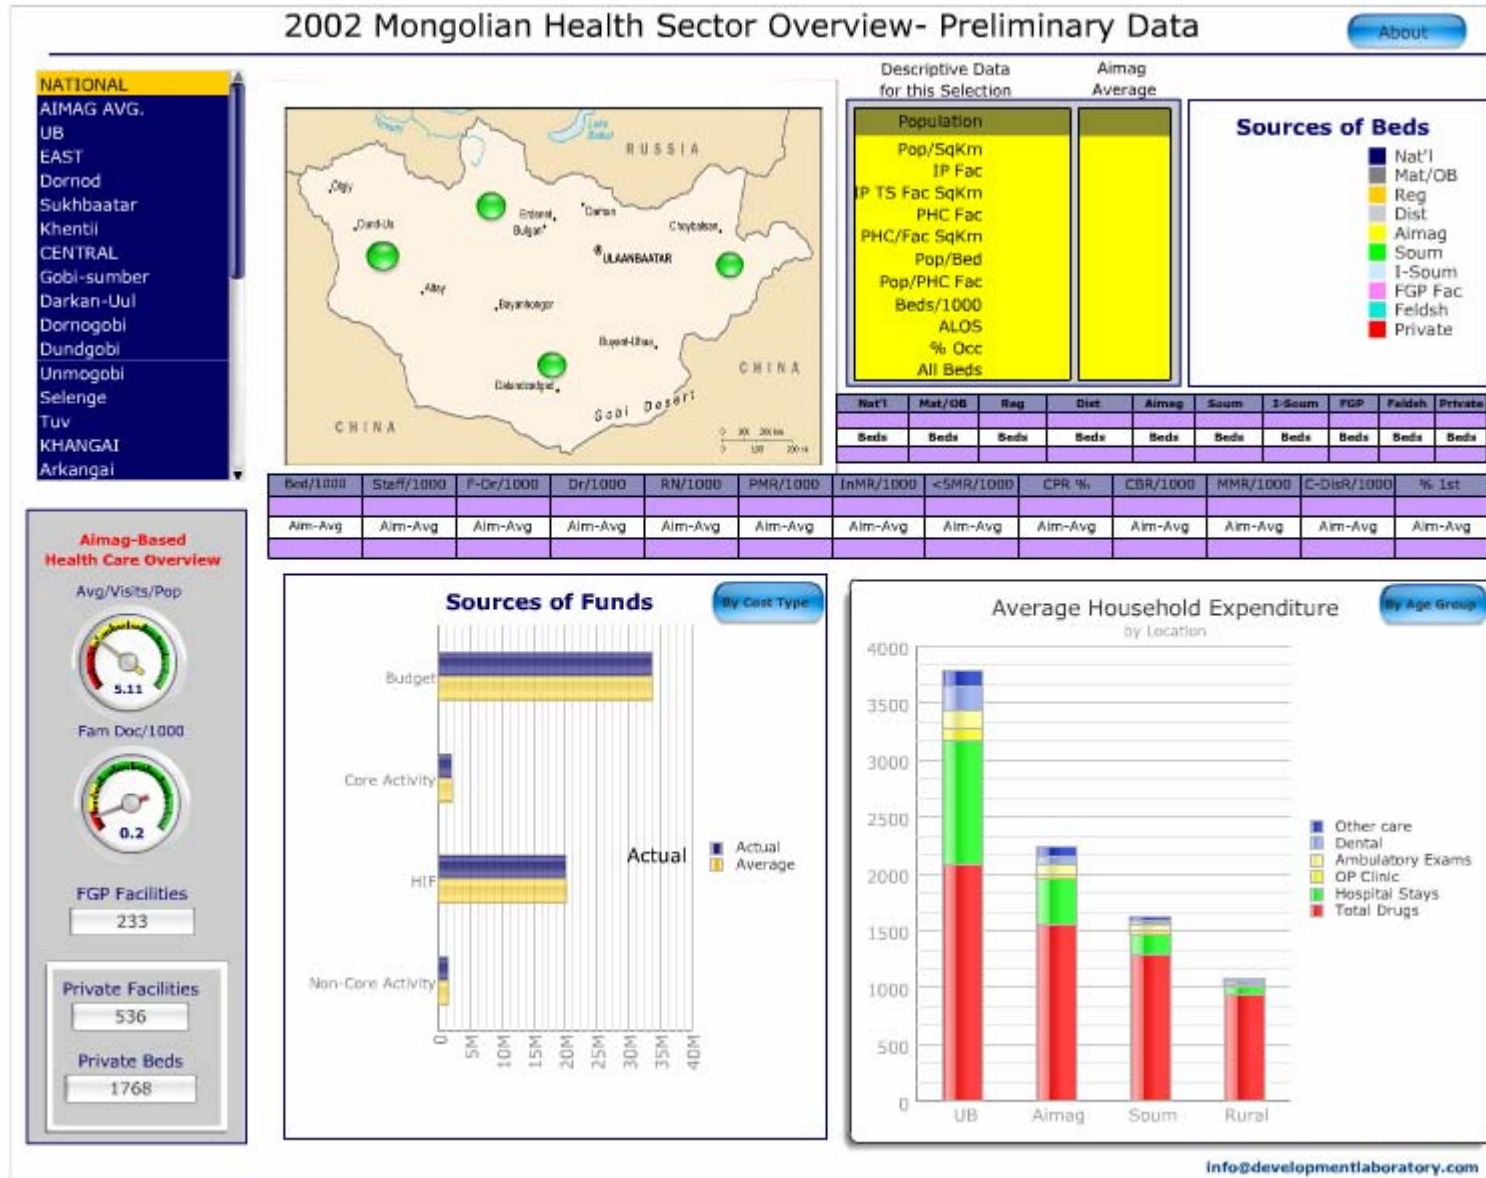 2002 Mongolian Health Sector Overview- Preliminary Data
About
NATIONAL
AIMAG AVG.
UB
EAST
Dornod
Sukhbaatar
Khentii
CENTRAL
Gobi-sumber
Darkan-Uul
Dornogobi
Dundgobi
Unmogobi
Selenge
Tuv
KHANGAI
Arkangai
RUSSIA
Lake
Olgiy
Erdenet
Darhan
Choybalsan
Bulgan
ULAANBAATAR
Altay
Bayanhongor
CHINA
Dalandzadgad
Gobi Desert
CHINA
Descriptive Data
for this Selection
Aimag
Average
Population
Pop/SqKm
IP Fac
IP TS Fac SqKm
PHC Fac
PHC/Fac SqKm
Pop/Bed
Pop/PHC Fac
Beds/1000
ALOS
% Occ
All Beds
Sources of Beds
Nat'l
Mat/OB
Reg
Dist
Aimag
Soum
I-Soum
FGP Fac
Feldsh
Private
Nat'l Mat/OB Reg Dist Aimag Soum I-Soum FGP Feldsh Private
Beds Beds Beds Beds Beds Beds Beds Beds Beds Beds
Bed/1000 Staff/1000 F-Dr/1000 Dr/1000 RN/1000 PMR/1000 InMR/1000 <5MR/1000 CPR % CBR/1000 MMR/1000 C-DisR/1000 % 1st
Aim-Avg Aim-Avg Aim-Avg Aim-Avg Aim-Avg Aim-Avg Aim-Avg Aim-Avg Aim-Avg Aim-Avg Aim-Avg Aim-Avg Aim-Avg
Aimag-Based
Health Care Overview
Avg/Visits/Pop
5.11
Fam Doc/1000
0.2
FGP Facilities
233
Private Facilities
536
Private Beds
1768
Sources of Funds
By Cost Type
Budget
Core Activity
HIF
Non-Core Activity
Actual
Actual
Average
0 5M 10M 15M 20M 25M 30M 35M 40M
Average Household Expenditure
by Location
By Age Group
4000
3500
3000
2500
2000
1500
1000
500
0
UB Aimag Soum Rural
Other care
Dental
Ambulatory Exams
OP Clinic
Hospital Stays
Total Drugs
info@developmentlaboratory.com